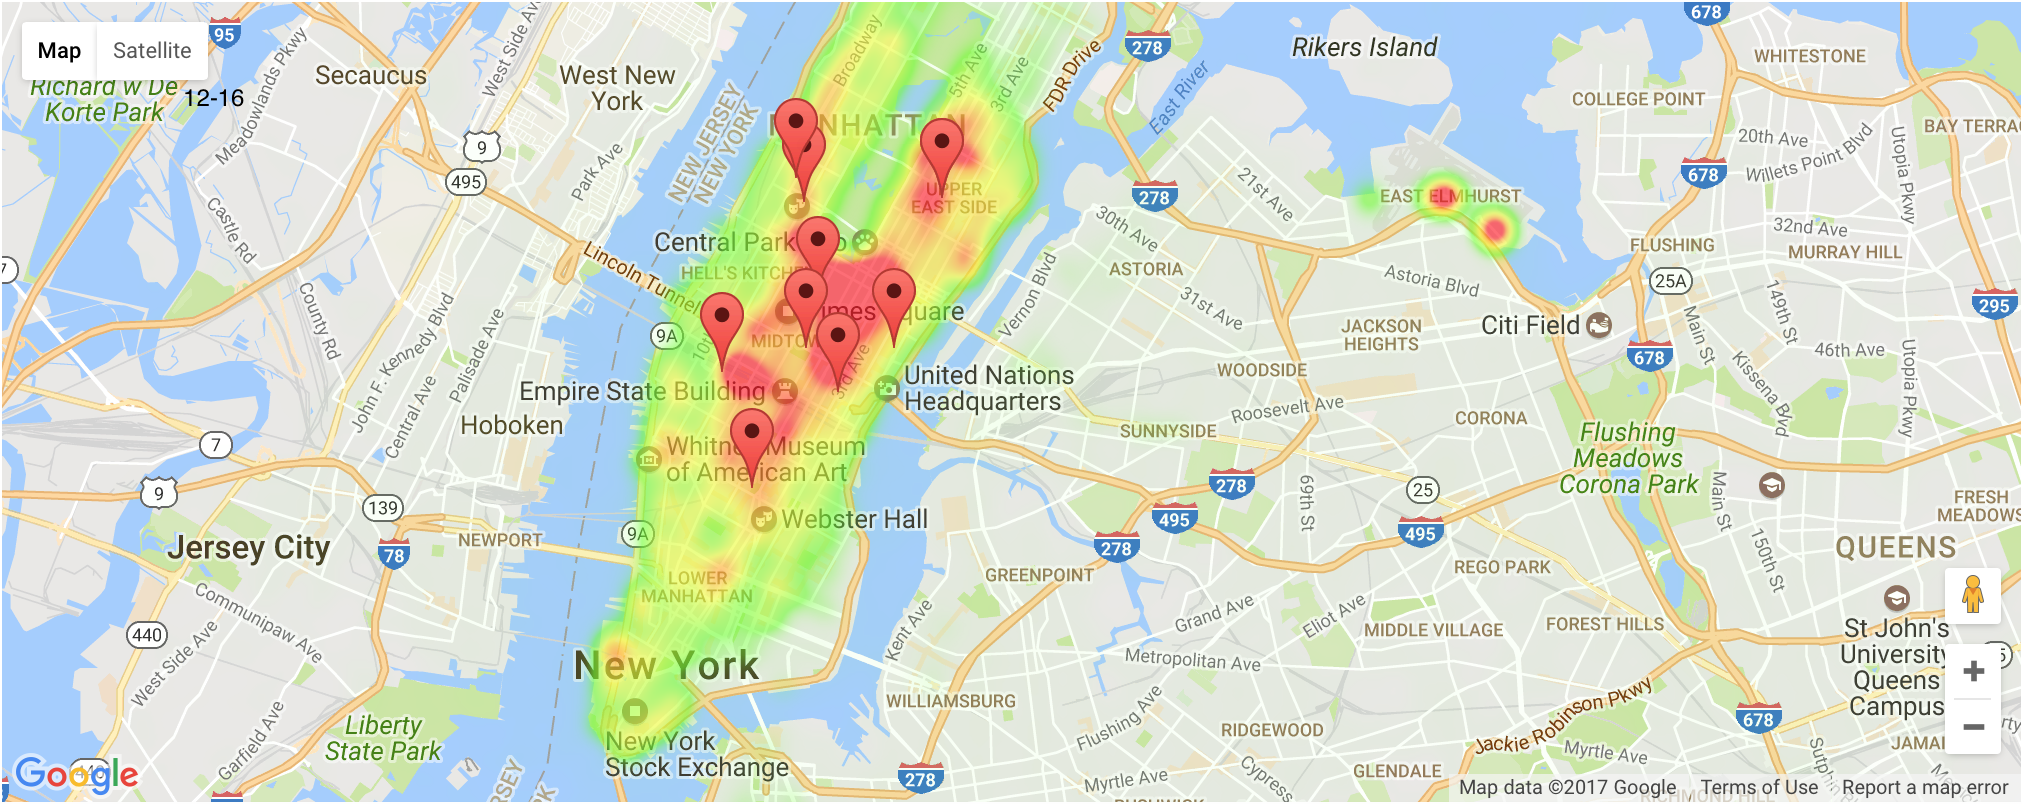 Map
Satellite
95
Richard W De
Korte Park
12-16
Secaucus
West New
York
West Side Av
Meadowlands Pkwy
Park Ave
9
495
NEW JERSEY
NEW YORK
Broadway
5th Ave
3rd Ave
FDR Drive
East River
278
Rikers Island
678
WHITESTONE
COLLEGE POINT
20th Ave
Willets Point Blvd
Utopia Pkwy
BAY TERRAC
678
MANHATTAN
UPPER
EAST SIDE
278
21st Ave
30th Ave
EAST ELMHURST
32nd Ave
MURRAY HILL
FLUSHING
Castle Rd
7
Lincoln Tunnel
Central Park
HELL'S KITCHEN
ASTORIA
Vernon Blvd
31st Ave
Astoria Blvd
25A
149th St
295
County Rd
John F. Kennedy Blvd
Palisade Ave
Central Ave
9A
10th
Times Square
MIDTOWN
3rd Ave
JACKSON
HEIGHTS
Citi Field
Main St
678
46th Ave
Kissena Blvd
Utopia Pkwy
Empire State Building
United Nations
Headquarters
WOODSIDE
Roosevelt Ave
CORONA
Hoboken
7
Whitney Museum
of American Art
SUNNYSIDE
Flushing
Meadows
Corona Park
9
139
278
69th St
25
Main St
FRESH
MEADOWS
Webster Hall
9A
495
278
495
150th St
QUEENS
Jersey City
78
NEWPORT
LOWER
MANHATTAN
GREENPOINT
REGO PARK
Communipaw Ave
Kent Ave
Grand Ave
Eliot Ave
MIDDLE VILLAGE
FOREST HILLS
St John's
University
Queens
Campus
440
West Side Ave
New York
Metropolitan Ave
WILLIAMSBURG
Flushing Ave
RIDGEWOOD
Jackie Robinson Pkwy
678
Liberty
State Park
Garfield Ave
New York
Stock Exchange
278
Myrtle Ave
Cypress
GLENDALE
Myrtle Ave
JAMAI
NEW JERSEY
Google
440
RICHMOND HILL
Map data ©2017 Google
Terms of Use
Report a map error